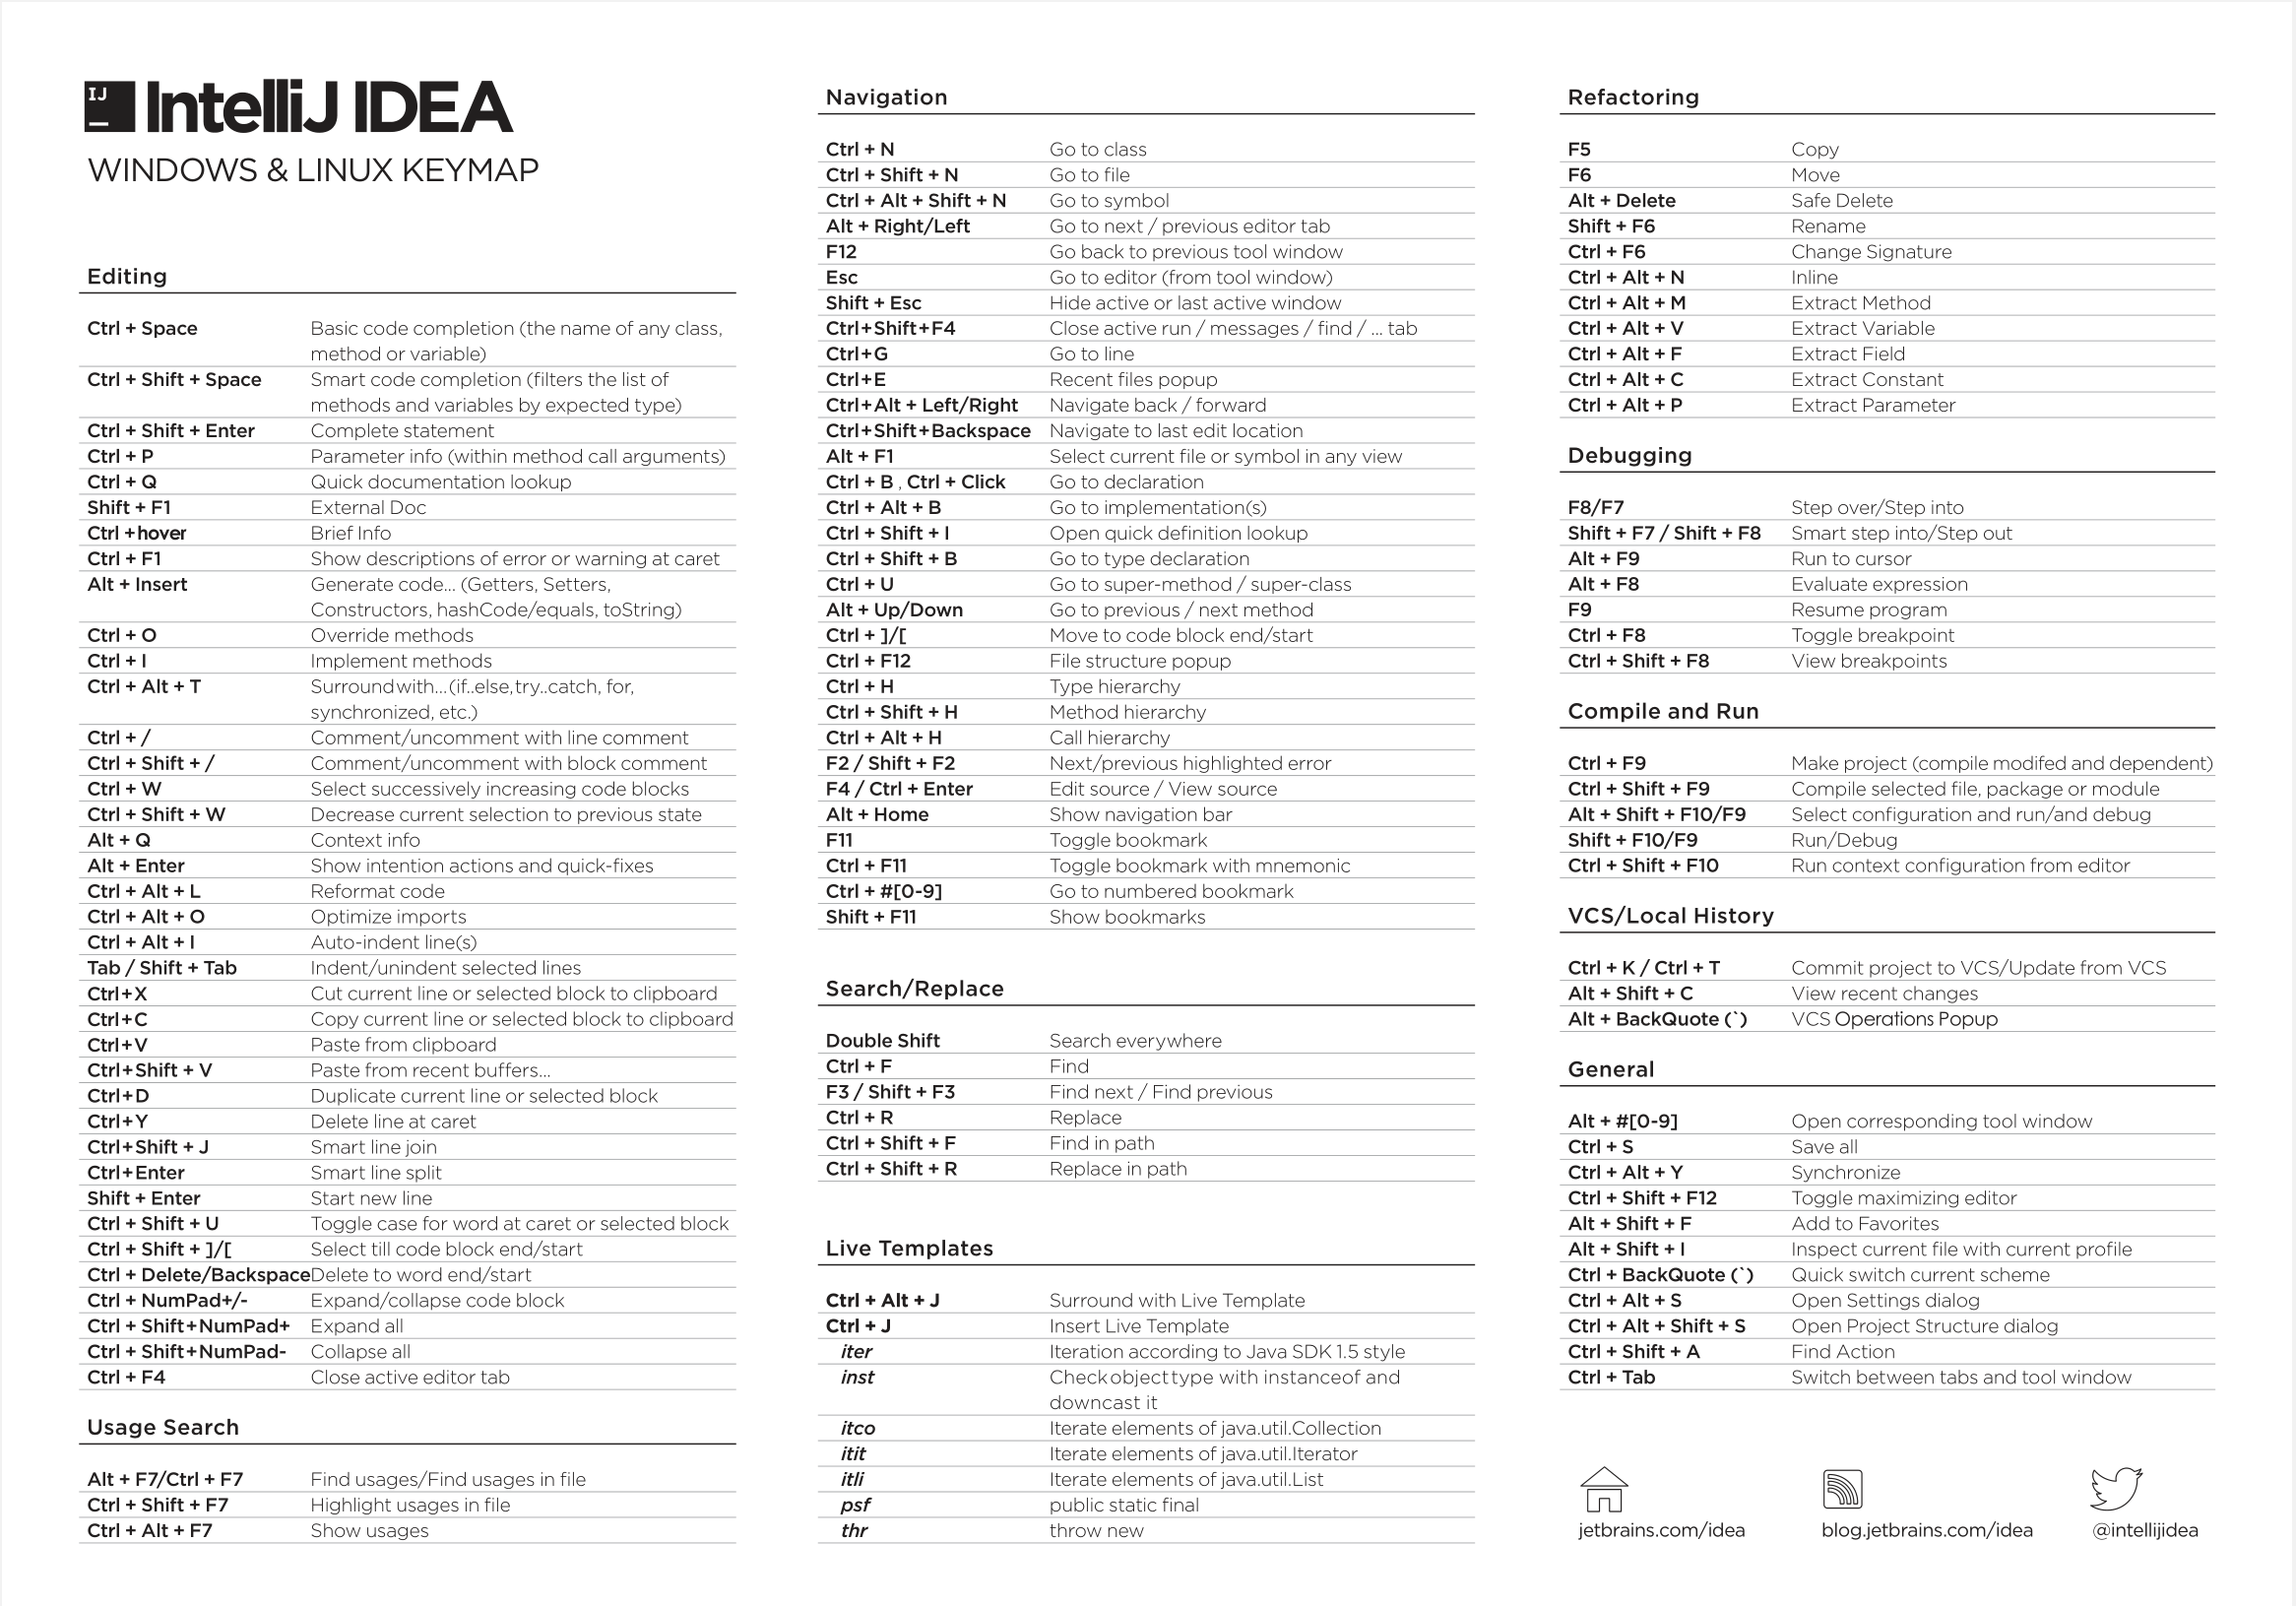 IJ
IntelliJ IDEA
WINDOWS & LINUX KEYMAP
Editing
Ctrl + Space Basic code completion (the name of any class,
method or variable)
Ctrl + Shift + Space Smart code completion (filters the list of
methods and variables by expected type)
Ctrl + Shift + Enter Complete statement
Ctrl + P Parameter info (within method call arguments)
Ctrl + Q Quick documentation lookup
Shift + F1 External Doc
Ctrl +hover Brief Info
Ctrl + F1 Show descriptions of error or warning at caret
Alt + Insert Generate code... (Getters, Setters,
Constructors, hashCode/equals, toString)
Ctrl + O Override methods
Ctrl + I Implement methods
Ctrl + Alt + T Surround with... (if..else, try..catch, for,
synchronized, etc.)
Ctrl + / Comment/uncomment with line comment
Ctrl + Shift + / Comment/uncomment with block comment
Ctrl + W Select successively increasing code blocks
Ctrl + Shift + W Decrease current selection to previous state
Alt + Q Context info
Alt + Enter Show intention actions and quick-fixes
Ctrl + Alt + L Reformat code
Ctrl + Alt + O Optimize imports
Ctrl + Alt + I Auto-indent line(s)
Tab / Shift + Tab Indent/unindent selected lines
Ctrl+X Cut current line or selected block to clipboard
Ctrl+C Copy current line or selected block to clipboard
Ctrl+V Paste from clipboard
Ctrl+Shift + V Paste from recent buffers...
Ctrl+D Duplicate current line or selected block
Ctrl+Y Delete line at caret
Ctrl+Shift + J Smart line join
Ctrl+Enter Smart line split
Shift + Enter Start new line
Ctrl + Shift + U Toggle case for word at caret or selected block
Ctrl + Shift + ]/[ Select till code block end/start
Ctrl + Delete/Backspace Delete to word end/start
Ctrl + NumPad+/- Expand/collapse code block
Ctrl + Shift+NumPad+ Expand all
Ctrl + Shift+NumPad- Collapse all
Ctrl + F4 Close active editor tab
Usage Search
Alt + F7/Ctrl + F7 Find usages/Find usages in file
Ctrl + Shift + F7 Highlight usages in file
Ctrl + Alt + F7 Show usages
Navigation
Ctrl + N Go to class
Ctrl + Shift + N Go to file
Ctrl + Alt + Shift + N Go to symbol
Alt + Right/Left Go to next / previous editor tab
F12 Go back to previous tool window
Esc Go to editor (from tool window)
Shift + Esc Hide active or last active window
Ctrl+Shift+F4 Close active run / messages / find / ... tab
Ctrl+G Go to line
Ctrl+E Recent files popup
Ctrl+Alt + Left/Right Navigate back / forward
Ctrl+Shift+Backspace Navigate to last edit location
Alt + F1 Select current file or symbol in any view
Ctrl + B , Ctrl + Click Go to declaration
Ctrl + Alt + B Go to implementation(s)
Ctrl + Shift + I Open quick definition lookup
Ctrl + Shift + B Go to type declaration
Ctrl + U Go to super-method / super-class
Alt + Up/Down Go to previous / next method
Ctrl + ]/[ Move to code block end/start
Ctrl + F12 File structure popup
Ctrl + H Type hierarchy
Ctrl + Shift + H Method hierarchy
Ctrl + Alt + H Call hierarchy
F2 / Shift + F2 Next/previous highlighted error
F4 / Ctrl + Enter Edit source / View source
Alt + Home Show navigation bar
F11 Toggle bookmark
Ctrl + F11 Toggle bookmark with mnemonic
Ctrl + #[0-9] Go to numbered bookmark
Shift + F11 Show bookmarks
Search/Replace
Double Shift Search everywhere
Ctrl + F Find
F3 / Shift + F3 Find next / Find previous
Ctrl + R Replace
Ctrl + Shift + F Find in path
Ctrl + Shift + R Replace in path
Live Templates
Ctrl + Alt + J Surround with Live Template
Ctrl + J Insert Live Template
iter Iteration according to Java SDK 1.5 style
inst Check object type with instanceof and
downcast it
itco Iterate elements of java.util.Collection
itit Iterate elements of java.util.Iterator
itli Iterate elements of java.util.List
psf public static final
thr throw new
Refactoring
F5 Copy
F6 Move
Alt + Delete Safe Delete
Shift + F6 Rename
Ctrl + F6 Change Signature
Ctrl + Alt + N Inline
Ctrl + Alt + M Extract Method
Ctrl + Alt + V Extract Variable
Ctrl + Alt + F Extract Field
Ctrl + Alt + C Extract Constant
Ctrl + Alt + P Extract Parameter
Debugging
F8/F7 Step over/Step into
Shift + F7 / Shift + F8 Smart step into/Step out
Alt + F9 Run to cursor
Alt + F8 Evaluate expression
F9 Resume program
Ctrl + F8 Toggle breakpoint
Ctrl + Shift + F8 View breakpoints
Compile and Run
Ctrl + F9 Make project (compile modifed and dependent)
Ctrl + Shift + F9 Compile selected file, package or module
Alt + Shift + F10/F9 Select configuration and run/and debug
Shift + F10/F9 Run/Debug
Ctrl + Shift + F10 Run context configuration from editor
VCS/Local History
Ctrl + K / Ctrl + T Commit project to VCS/Update from VCS
Alt + Shift + C View recent changes
Alt + BackQuote (`) VCS Operations Popup
General
Alt + #[0-9] Open corresponding tool window
Ctrl + S Save all
Ctrl + Alt + Y Synchronize
Ctrl + Shift + F12 Toggle maximizing editor
Alt + Shift + F Add to Favorites
Alt + Shift + I Inspect current file with current profile
Ctrl + BackQuote (`) Quick switch current scheme
Ctrl + Alt + S Open Settings dialog
Ctrl + Alt + Shift + S Open Project Structure dialog
Ctrl + Shift + A Find Action
Ctrl + Tab Switch between tabs and tool window
jetbrains.com/idea
blog.jetbrains.com/idea
@intellijidea